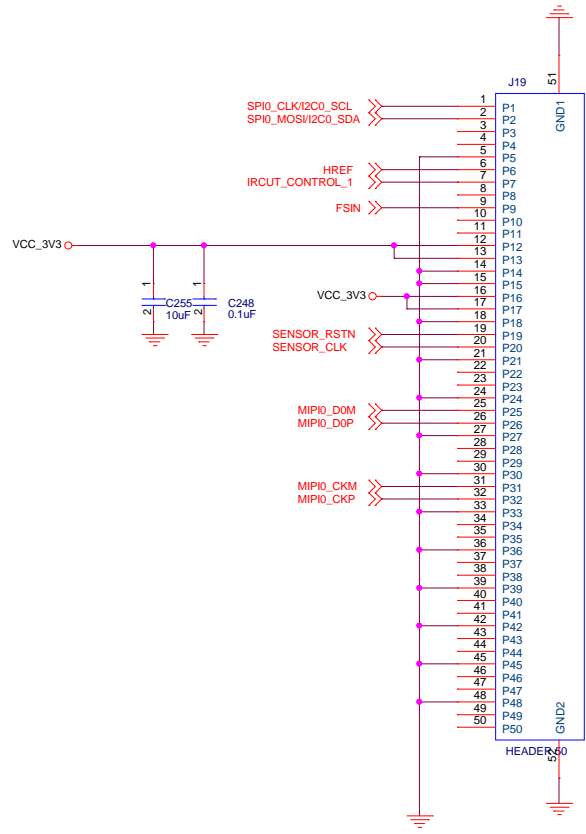 51
J19
GND1
SPI0_CLK/I2C0_SCL 1 P1
SPI0_MOSI/I2C0_SDA 2 P2
3 P3
4 P4
5 P5
HREF 6 P6
IRCUT_CONTROL_1 7 P7
8 P8
FSIN 9 P9
10 P10
11 P11
VCC_3V3 12 P12
13 P13
14 P14
1 1 15 P15
VCC_3V3 16 P16
2 C255 2 C248 17 P17
10uF 0.1uF 18 P18
SENSOR_RSTN 19 P19
SENSOR_CLK 20 P20
21 P21
22 P22
23 P23
24 P24
MIPI0_D0M 25 P25
MIPI0_D0P 26 P26
27 P27
28 P28
29 P29
30 P30
MIPI0_CKM 31 P31
MIPI0_CKP 32 P32
33 P33
34 P34
35 P35
36 P36
37 P37
38 P38
39 P39
40 P40
41 P41
42 P42
43 P43
44 P44
45 P45
46 P46
47 P47
48 P48
49 P49
50 P50
GND2
HEADER 50
52